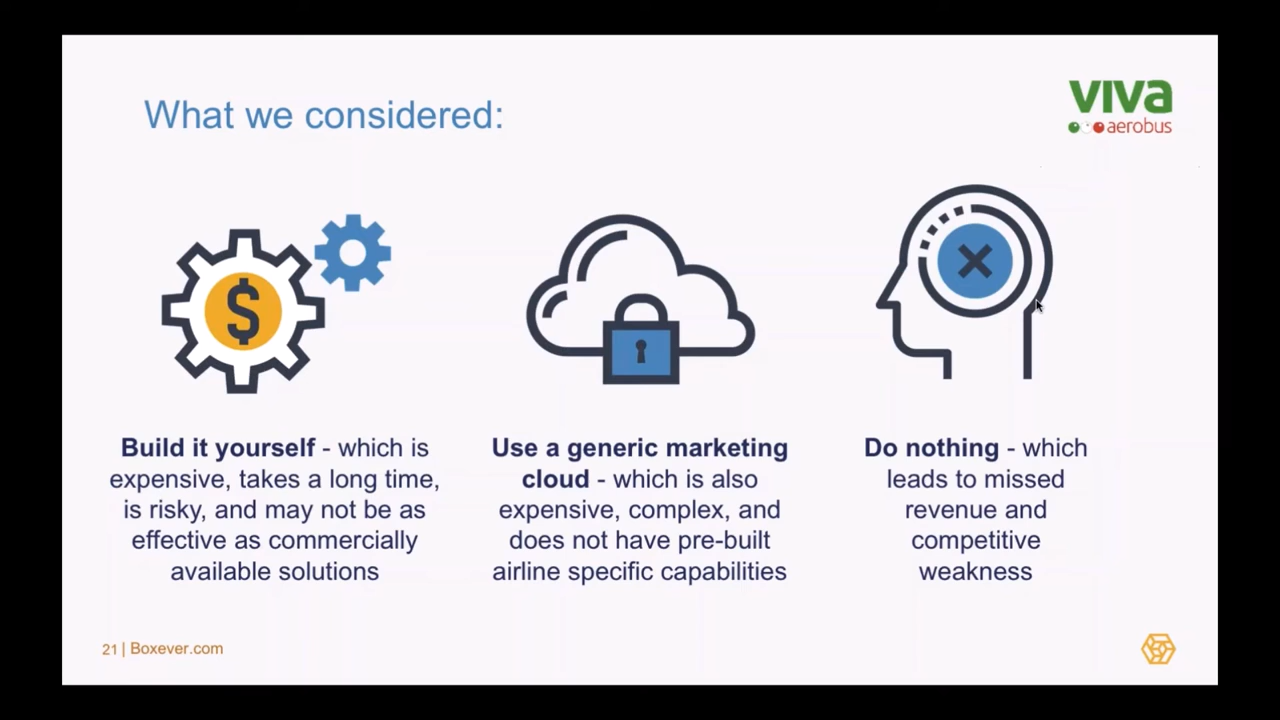 What we considered:
viva
aerobus
$
Build it yourself - which is
expensive, takes a long time,
is risky, and may not be as
effective as commercially
available solutions
Use a generic marketing
cloud - which is also
expensive, complex, and
does not have pre-built
airline specific capabilities
Do nothing - which
leads to missed
revenue and
competitive
weakness
21 | Boxever.com